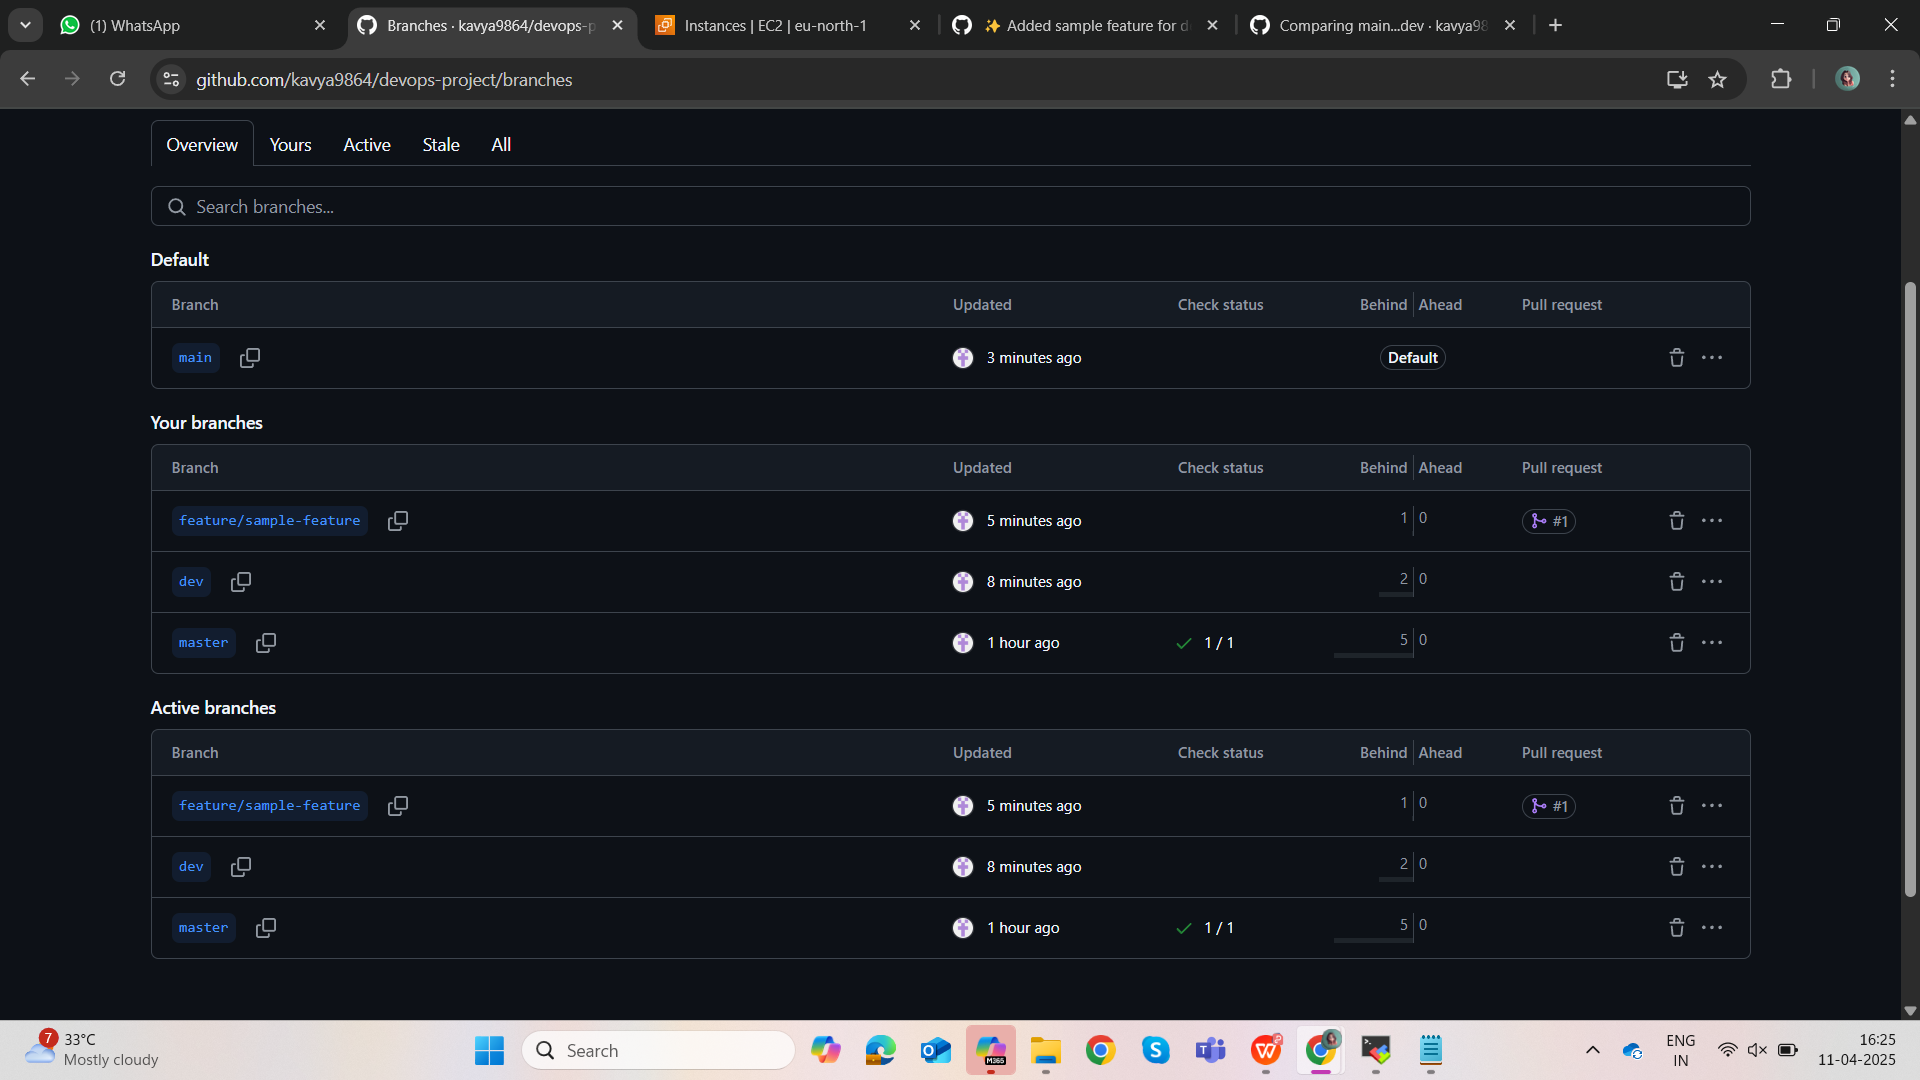 (1) WhatsApp
Branches · kavya9864/devops-p
Instances | EC2 | eu-north-1
✨ Added sample feature for d
Comparing main...dev · kavya98
github.com/kavya9864/devops-project/branches
Overview Yours Active Stale All
Search branches...
Default
Branch Updated Check status Behind Ahead Pull request
main 3 minutes ago Default
Your branches
Branch Updated Check status Behind Ahead Pull request
feature/sample-feature 5 minutes ago 1 0 #1
dev 8 minutes ago 2 0
master 1 hour ago 1 / 1 5 0
Active branches
Branch Updated Check status Behind Ahead Pull request
feature/sample-feature 5 minutes ago 1 0 #1
dev 8 minutes ago 2 0
master 1 hour ago 1 / 1 5 0
7
33°C
Mostly cloudy
Search
M365
ENG
IN
16:25
11-04-2025